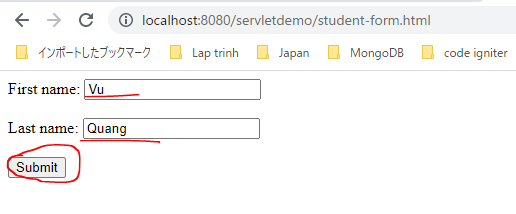 localhost:8080/servletdemo/student-form.html
インポートしたブックマーク Lap trinh Japan MongoDB code igniter
First name: Vu
Last name: Quang
Submit